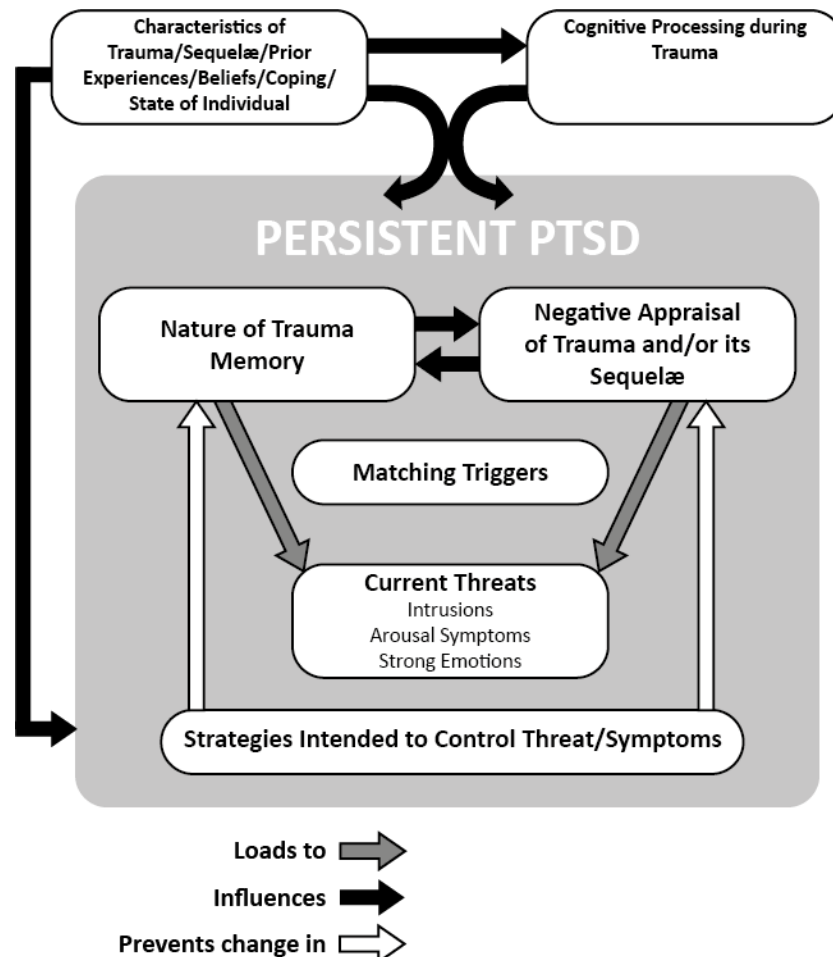 Characteristics of
Trauma/Sequelæ/Prior
Experiences/Beliefs/Coping/
State of Individual
Cognitive Processing during
Trauma
PERSISTENT PTSD
Nature of Trauma
Memory
Negative Appraisal
of Trauma and/or its
Sequelæ
Matching Triggers
Current Threats
Intrusions
Arousal Symptoms
Strong Emotions
Strategies Intended to Control Threat/Symptoms
Loads to
Influences
Prevents change in